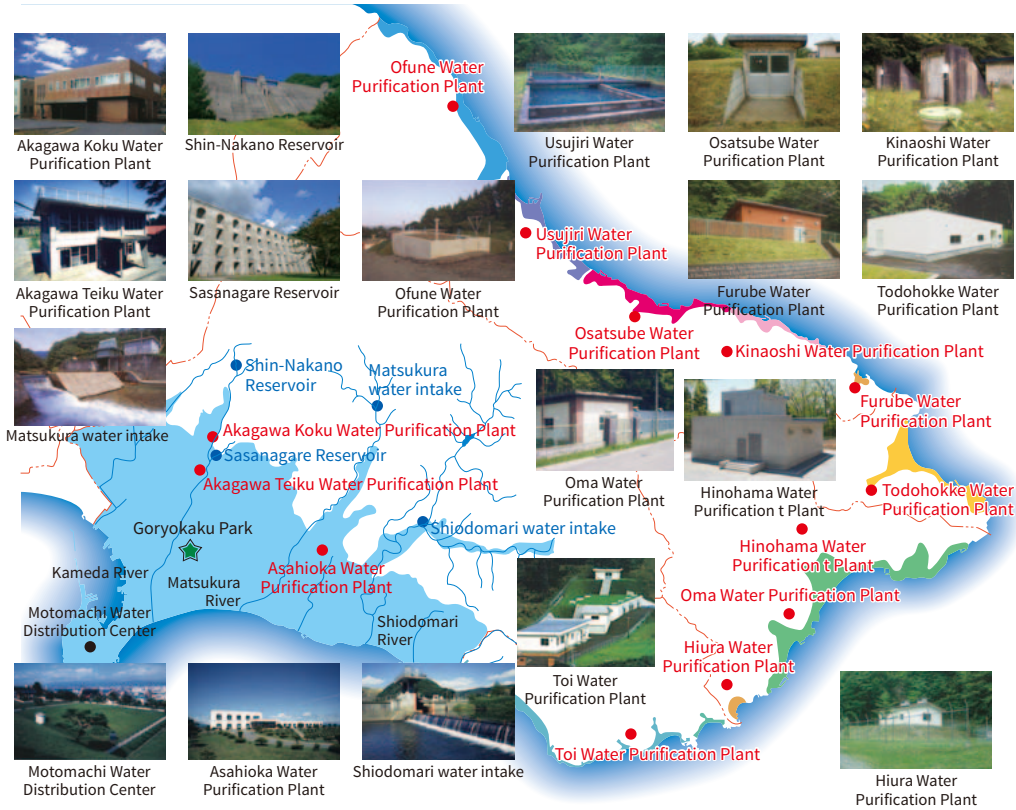 Ofune Water
Purification Plant
Akagawa Koku Water
Purification Plant
Shin-Nakano Reservoir
Usujiri Water
Purification Plant
Osatsube Water
Purification Plant
Kinaoshi Water
Purification Plant
Usujiri Water
Purification Plant
Akagawa Teiku Water
Purification Plant
Sasanagare Reservoir
Ofune Water
Purification Plant
Furube Water
Purification Plant
Todohokke Water
Purification Plant
Osatsube Water
Purification Plant
Kinaoshi Water Purification Plant
Shin-Nakano
Reservoir
Matsukura
water intake
Furube Water
Purification Plant
Matsukura water intake
Akagawa Koku Water Purification Plant
Sasanagare Reservoir
Akagawa Teiku Water Purification Plant
Oma Water
Purification Plant
Hinohama Water
Purification t Plant
Todohokke Water
Purification Plant
Goryokaku Park
Shiodomari water intake
Hinohama Water
Purification t Plant
Kameda River
Matsukura
River
Asahioka Water
Purification Plant
Oma Water Purification Plant
Motomachi Water
Distribution Center
Shiodomari
River
Hiura Water
Purification Plant
Toi Water
Purification Plant
Toi Water Purification Plant
Motomachi Water
Distribution Center
Asahioka Water
Purification Plant
Shiodomari water intake
Hiura Water
Purification Plant